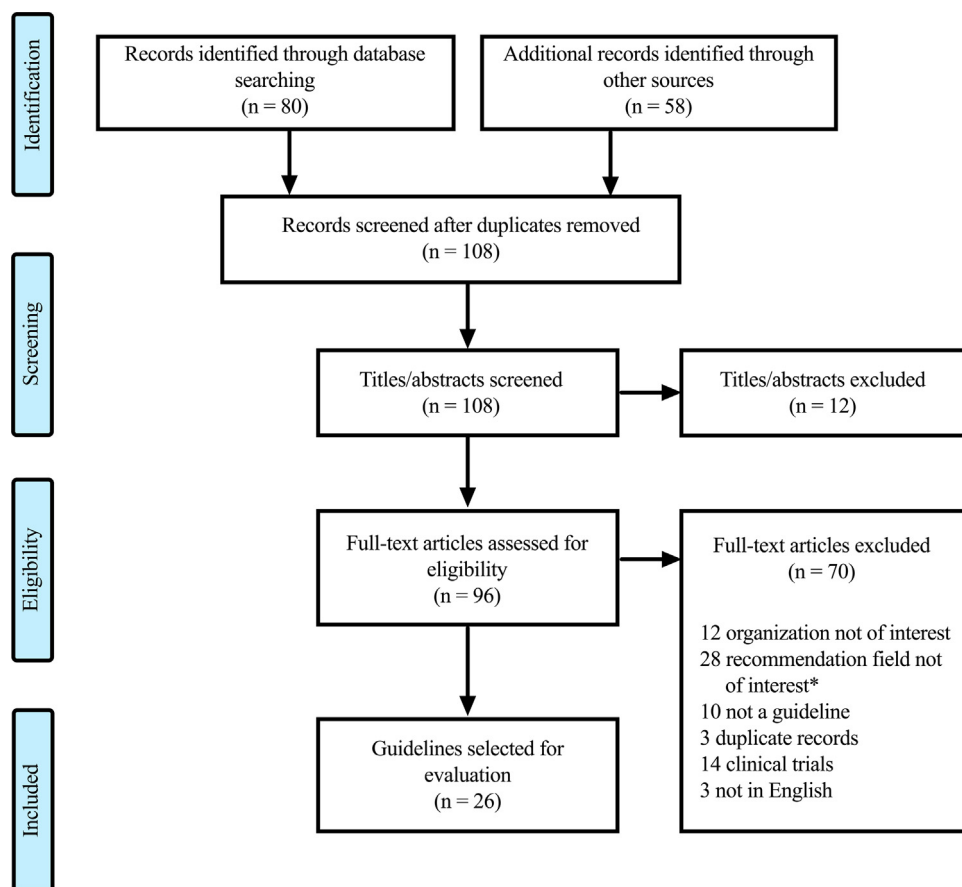 Identification
Records identified through database
searching
(n = 80)
Additional records identified through
other sources
(n = 58)
Records screened after duplicates removed
(n = 108)
Screening
Titles/abstracts screened
(n = 108)
Titles/abstracts excluded
(n = 12)
Eligibility
Full-text articles assessed for
eligibility
(n = 96)
Full-text articles excluded
(n = 70)
12 organization not of interest
28 recommendation field not
of interest*
10 not a guideline
3 duplicate records
14 clinical trials
3 not in English
Included
Guidelines selected for
evaluation
(n = 26)